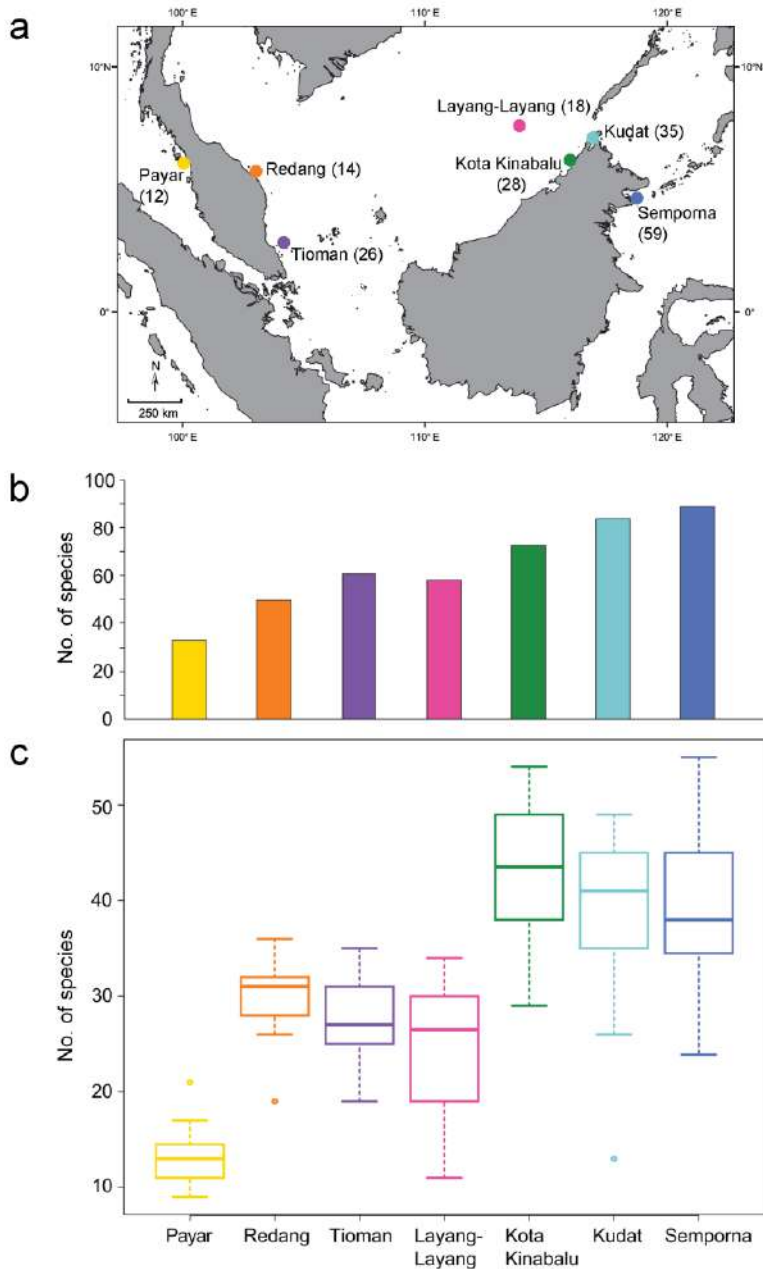 a
100° E
110° E
120° E
10°N
10°N
Layang-Layang (18)
Kudat (35)
Kota Kinabalu
(28)
Payar
(12)
Redang (14)
Semporna
(59)
Tioman (26)
0°
0°
N
250 km
100° E
110° E
120° E
b
No. of species
100
80
60
40
20
0
c
No. of species
50
40
30
20
10
Payar
Redang
Tioman
Layang-
Layang
Kota
Kinabalu
Kudat
Semporna